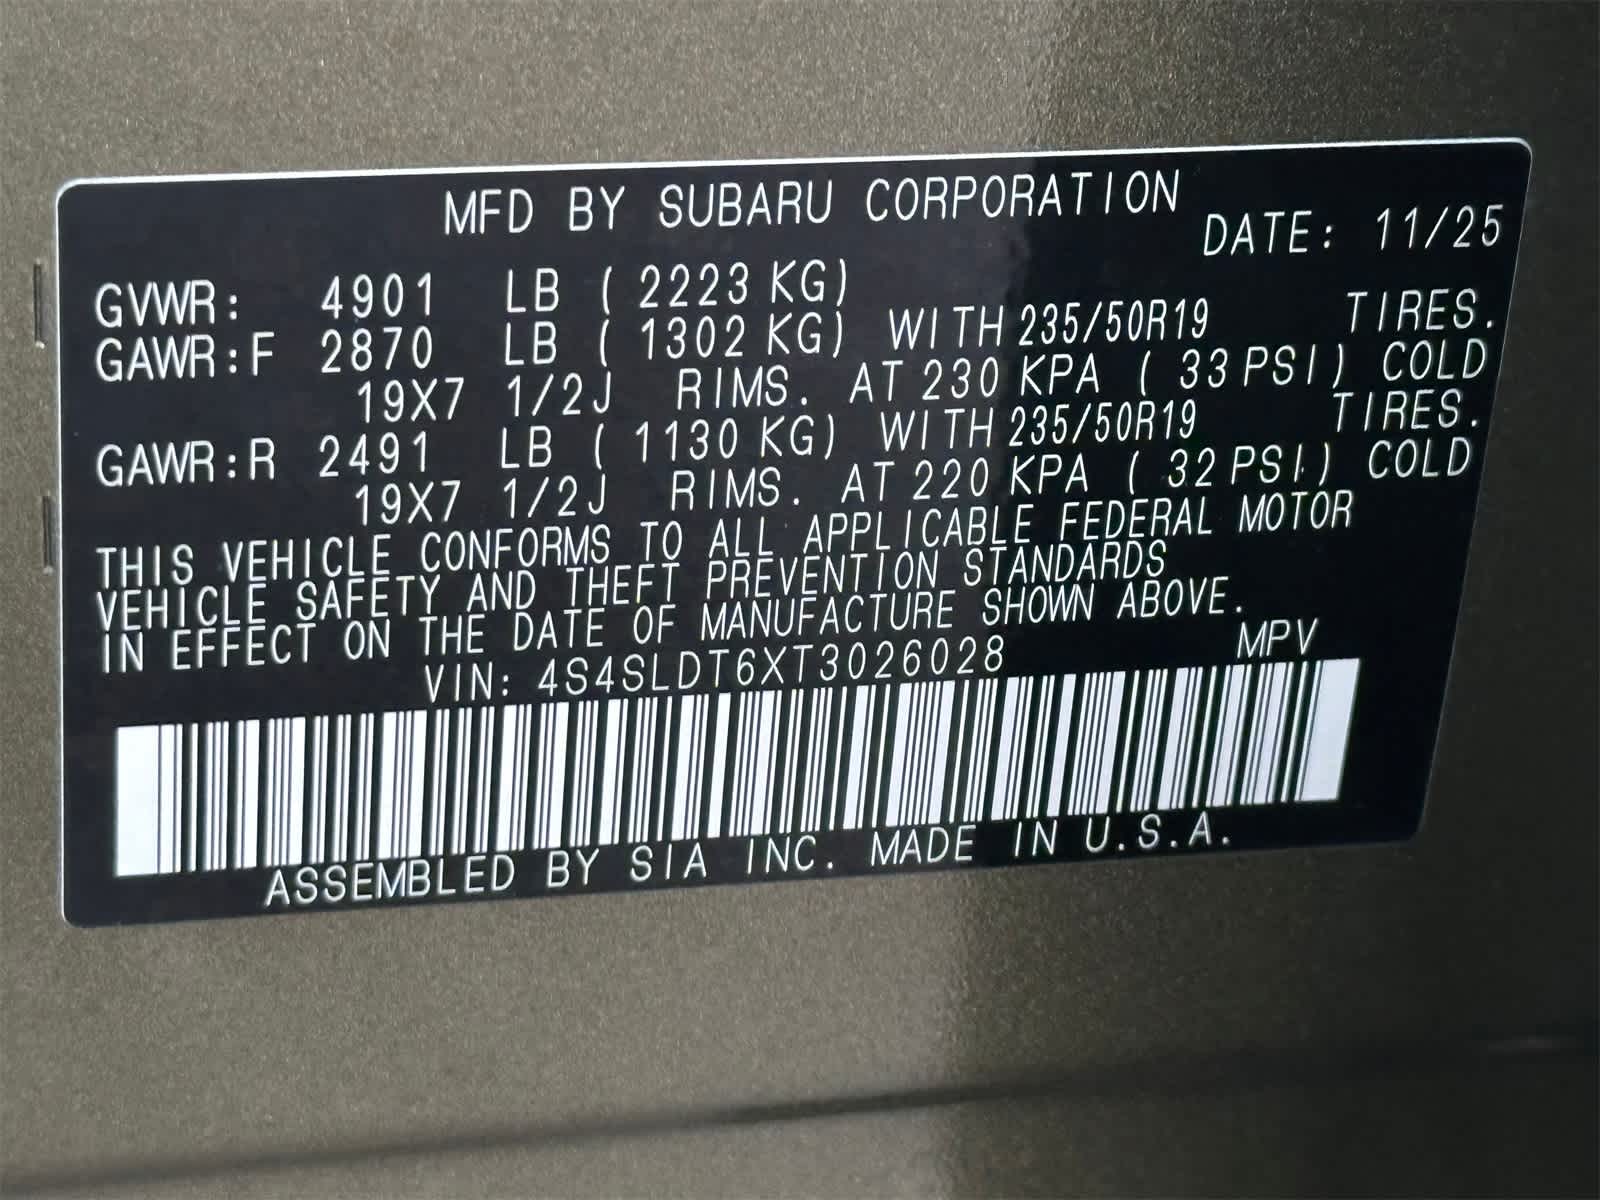 MFD BY SUBARU CORPORATION
DATE: 11/25
GVWR: 4901 LB ( 2223 KG)
GAWR:F 2870 LB ( 1302 KG) WITH 235/50R19 TIRES.
19X7 1/2J RIMS. AT 230 KPA ( 33 PSI) COLD
GAWR:R 2491 LB ( 1130 KG) WITH 235/50R19 TIRES.
19X7 1/2J RIMS. AT 220 KPA ( 32 PSI) COLD
THIS VEHICLE CONFORMS TO ALL APPLICABLE FEDERAL MOTOR
VEHICLE SAFETY AND THEFT PREVENTION STANDARDS
IN EFFECT ON THE DATE OF MANUFACTURE SHOWN ABOVE.
VIN: 4S4SLDT6XT3026028 MPV
ASSEMBLED BY SIA INC. MADE IN U.S.A.